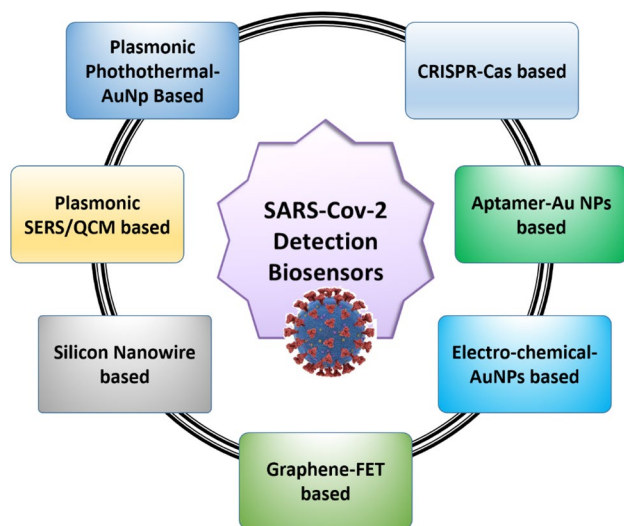 Plasmonic
Phothothermal-
AuNp Based
CRISPR-Cas based
Plasmonic
SERS/QCM based
SARS-Cov-2
Detection
Biosensors
Aptamer-Au NPs
based
Silicon Nanowire
based
Electro-chemical-
AuNPs based
Graphene-FET
based